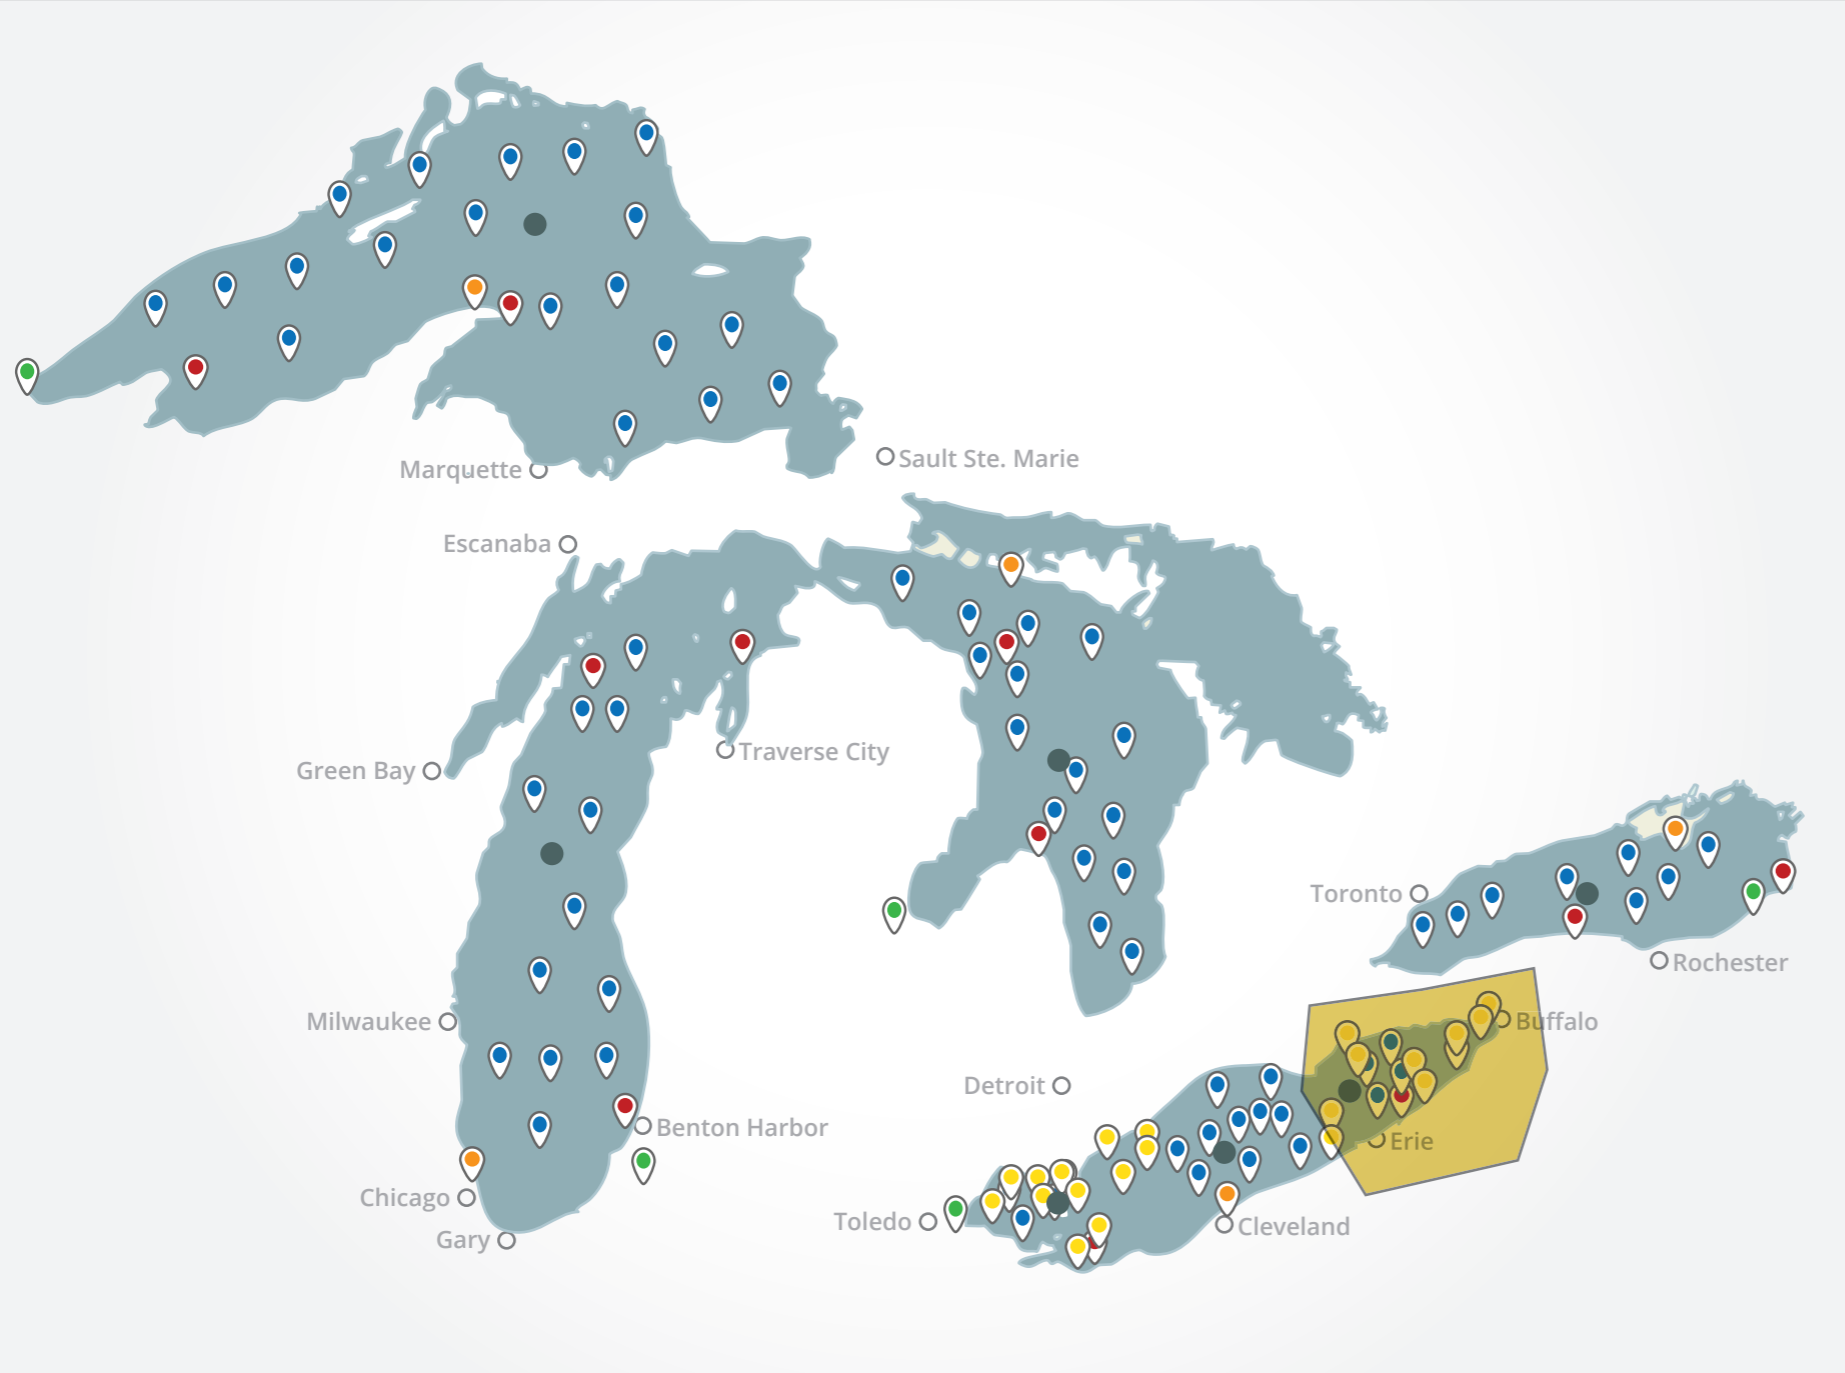 Marquette
Sault Ste. Marie
Escanaba
Traverse City
Green Bay
Toronto
Rochester
Milwaukee
Buffalo
Detroit
Benton Harbor
Erie
Chicago
Toledo
Cleveland
Gary